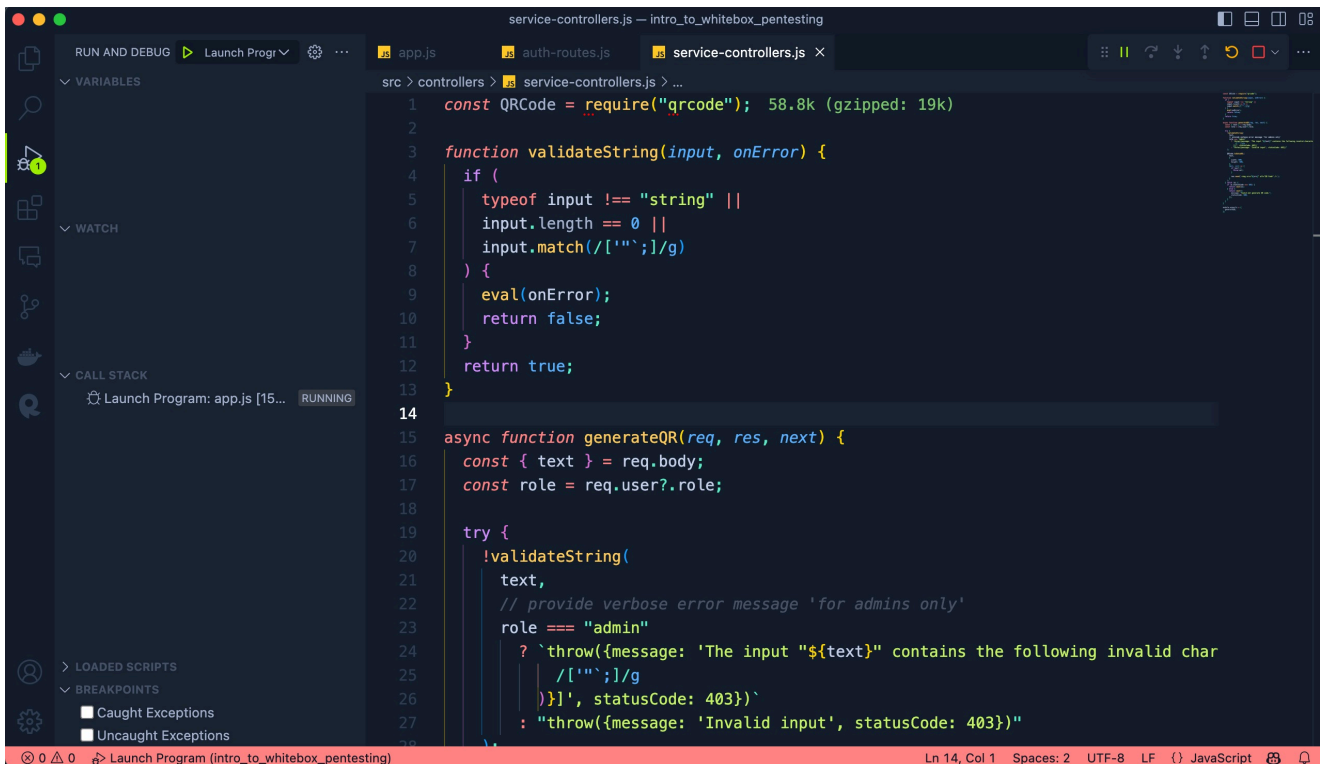 service-controllers.js — intro_to_whitebox_pentesting
RUN AND DEBUG Launch Progr
JS app.js
JS auth-routes.js
JS service-controllers.js
VARIABLES
src > controllers > JS service-controllers.js > ...
1 const QRCode = require("qrcode"); 58.8k (gzipped: 19k)
2
3 function validateString(input, onError) {
4 if (
5 typeof input !== "string" ||
6 input.length == 0 ||
7 input.match(/['"`;]/g)
8 ) {
9 eval(onError);
10 return false;
11 }
12 return true;
13 }
14
15 async function generateQR(req, res, next) {
16 const { text } = req.body;
17 const role = req.user?.role;
18
19 try {
20 !validateString(
21 text,
22 // provide verbose error message 'for admins only'
23 role === "admin"
24 ? `throw({message: 'The input "${text}" contains the following invalid char
25 /['"`;]/g
26 )}]', statusCode: 403})`
27 : "throw({message: 'Invalid input', statusCode: 403})"
28 );
1
WATCH
CALL STACK
Launch Program: app.js [15... RUNNING
LOADED SCRIPTS
BREAKPOINTS
Caught Exceptions
Uncaught Exceptions
0 0 Launch Program (intro_to_whitebox_pentesting)
Ln 14, Col 1 Spaces: 2 UTF-8 LF {} JavaScript